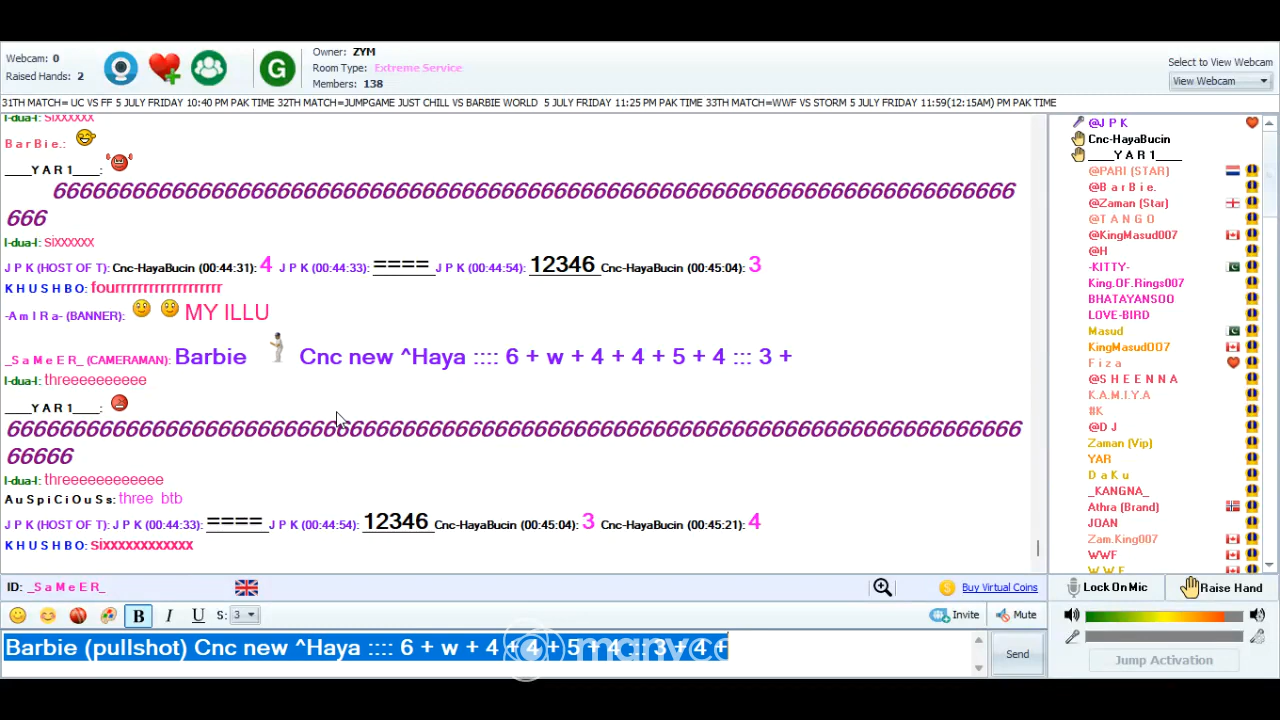 Webcam: 0
Raised Hands: 2
G
Owner: ZYM
Room Type: Extreme Service
Members: 138
Select to View Webcam
View Webcam
31TH MATCH= UC VS FF 5 JULY FRIDAY 10:40 PM PAK TIME 32TH MATCH=JUMPGAME JUST CHILL VS BARBIE WORLD 5 JULY FRIDAY 11:25 PM PAK TIME 33TH MATCH=WWF VS STORM 5 JULY FRIDAY 11:59(12:15AM) PM PAK TIME
I-dua-I: sixxxxxx
B a r B i e.:
____Y A R 1____:
I-dua-I: sixxxxxx
J P K (HOST OF T): Cnc-HayaBucin (00:44:31): 4 J P K (00:44:33): ==== J P K (00:44:54): 12346 Cnc-HayaBucin (00:45:04): 3
-A m I R a- (BANNER): MY ILLU
_S a M e E R_ (CAMERAMAN): Barbie Cnc new ^Haya :::: 6 + w + 4 + 4 + 5 + 4 ::: 3 +
____Y A R 1____:
A u S p i C i O u S s: three btb
J P K (HOST OF T): J P K (00:44:33): ==== J P K (00:44:54): 12346 Cnc-HayaBucin (00:45:04): 3 Cnc-HayaBucin (00:45:21): 4
@J P K
Cnc-HayaBucin
____Y A R 1____
@PARI (STAR)
@B a r B i e.
@Zaman (Star)
@T A N G O
@KingMasud007
@H
-KITTY-
King.OF.Rings007
BHATAYANSOO
LOVE-BIRD
Masud
KingMasud007
F i z a
@S H E E N N A
K.A.M.I.Y.A
#K
@D J
Zaman (Vip)
YAR
D a K u
_KANGNA_
Athra (Brand)
JOAN
Zam.King007
WWF
W W F
ID: _S a M e E R_
Buy Virtual Coins
Lock On Mic
Raise Hand
B I U S: 3
Invite
Mute
Barbie (pullshot) Cnc new ^Haya :::: 6 + w + 4 + 4 + 5 + 4 ::: 3 + 4 +
manyc
Send
Jump Activation